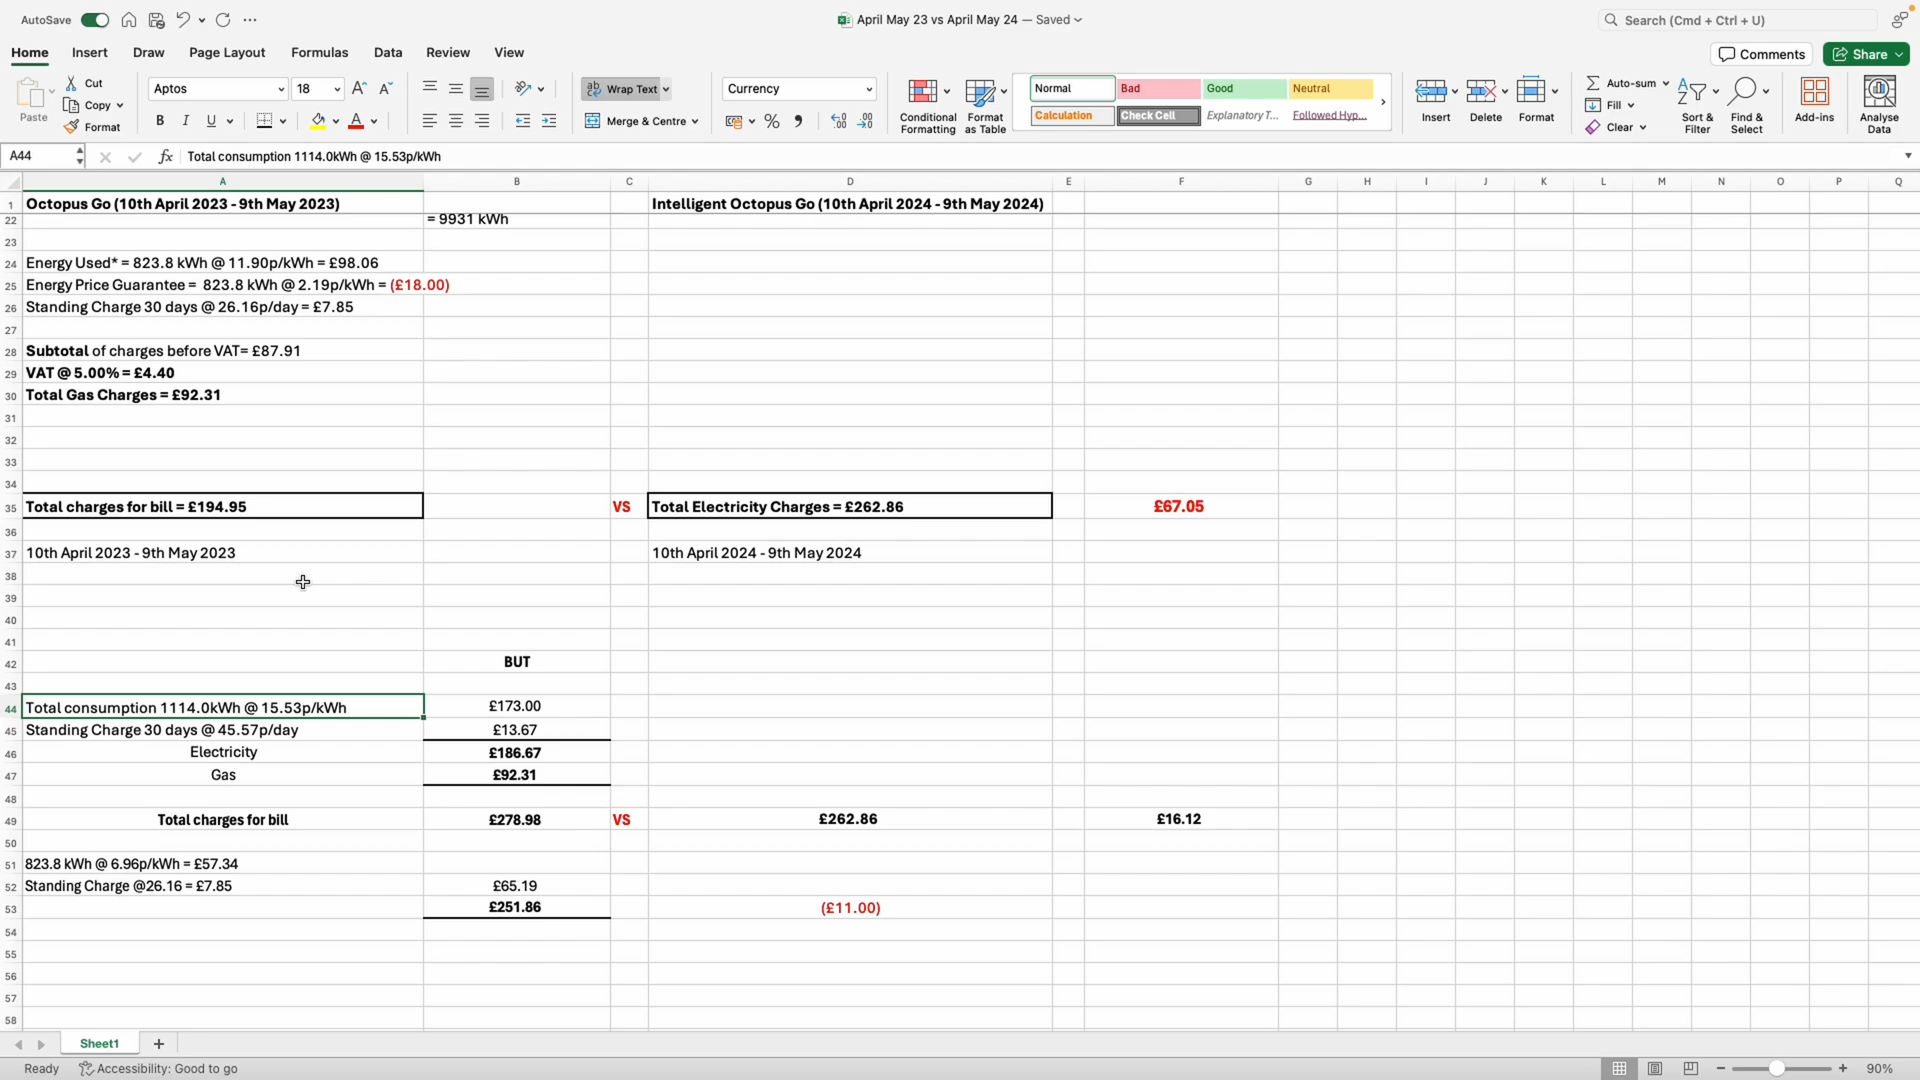 AutoSave
April May 23 vs April May 24 — Saved
Search (Cmd + Ctrl + U)
Home Insert Draw Page Layout Formulas Data Review View
Comments Share
Paste
Cut
Copy
Format
Aptos 18
B I U
Wrap Text
Merge & Centre
Currency
Conditional Formatting
Format as Table
Normal Bad Good Neutral
Calculation Check Cell Explanatory T... Followed Hyp...
Insert Delete Format
Auto-sum
Fill
Clear
Sort & Filter
Find & Select
Add-ins
Analyse Data
A44 fx Total consumption 1114.0kWh @ 15.53p/kWh
A B C D E F G H I J K L M N O P Q
1 Octopus Go (10th April 2023 - 9th May 2023) Intelligent Octopus Go (10th April 2024 - 9th May 2024)
22 = 9931 kWh
23
24 Energy Used* = 823.8 kWh @ 11.90p/kWh = £98.06
25 Energy Price Guarantee = 823.8 kWh @ 2.19p/kWh = (£18.00)
26 Standing Charge 30 days @ 26.16p/day = £7.85
27
28 Subtotal of charges before VAT= £87.91
29 VAT @ 5.00% = £4.40
30 Total Gas Charges = £92.31
31
32
33
34
35 Total charges for bill = £194.95 VS Total Electricity Charges = £262.86 £67.05
36
37 10th April 2023 - 9th May 2023 10th April 2024 - 9th May 2024
38
39
40
41
42 BUT
43
44 Total consumption 1114.0kWh @ 15.53p/kWh £173.00
45 Standing Charge 30 days @ 45.57p/day £13.67
46 Electricity £186.67
47 Gas £92.31
48
49 Total charges for bill £278.98 VS £262.86 £16.12
50
51 823.8 kWh @ 6.96p/kWh = £57.34
52 Standing Charge @26.16 = £7.85 £65.19
53 £251.86 (£11.00)
54
55
56
57
58
Sheet1
Ready Accessibility: Good to go 90%